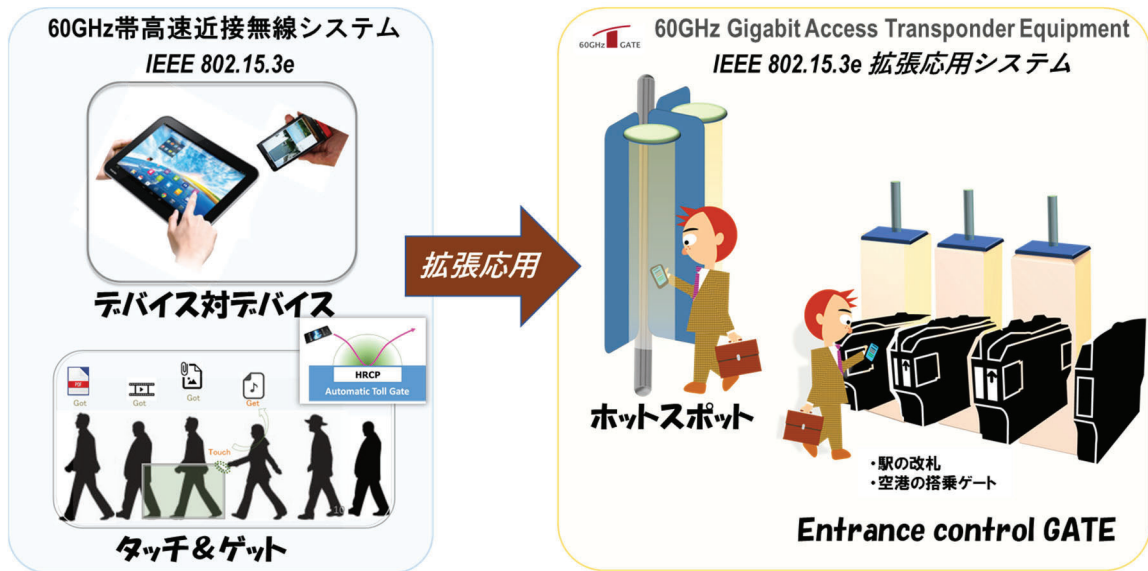 60GHz帯高速近接無線システム
IEEE 802.15.3e
デバイス対デバイス
HRCP
Automatic Toll Gate
PDF
Got
Got
Got
Get
Touch
10
タッチ&ゲット
拡張応用
60GHz GATE
60GHz Gigabit Access Transponder Equipment
IEEE 802.15.3e 拡張応用システム
ホットスポット
・駅の改札
・空港の搭乗ゲート
Entrance control GATE